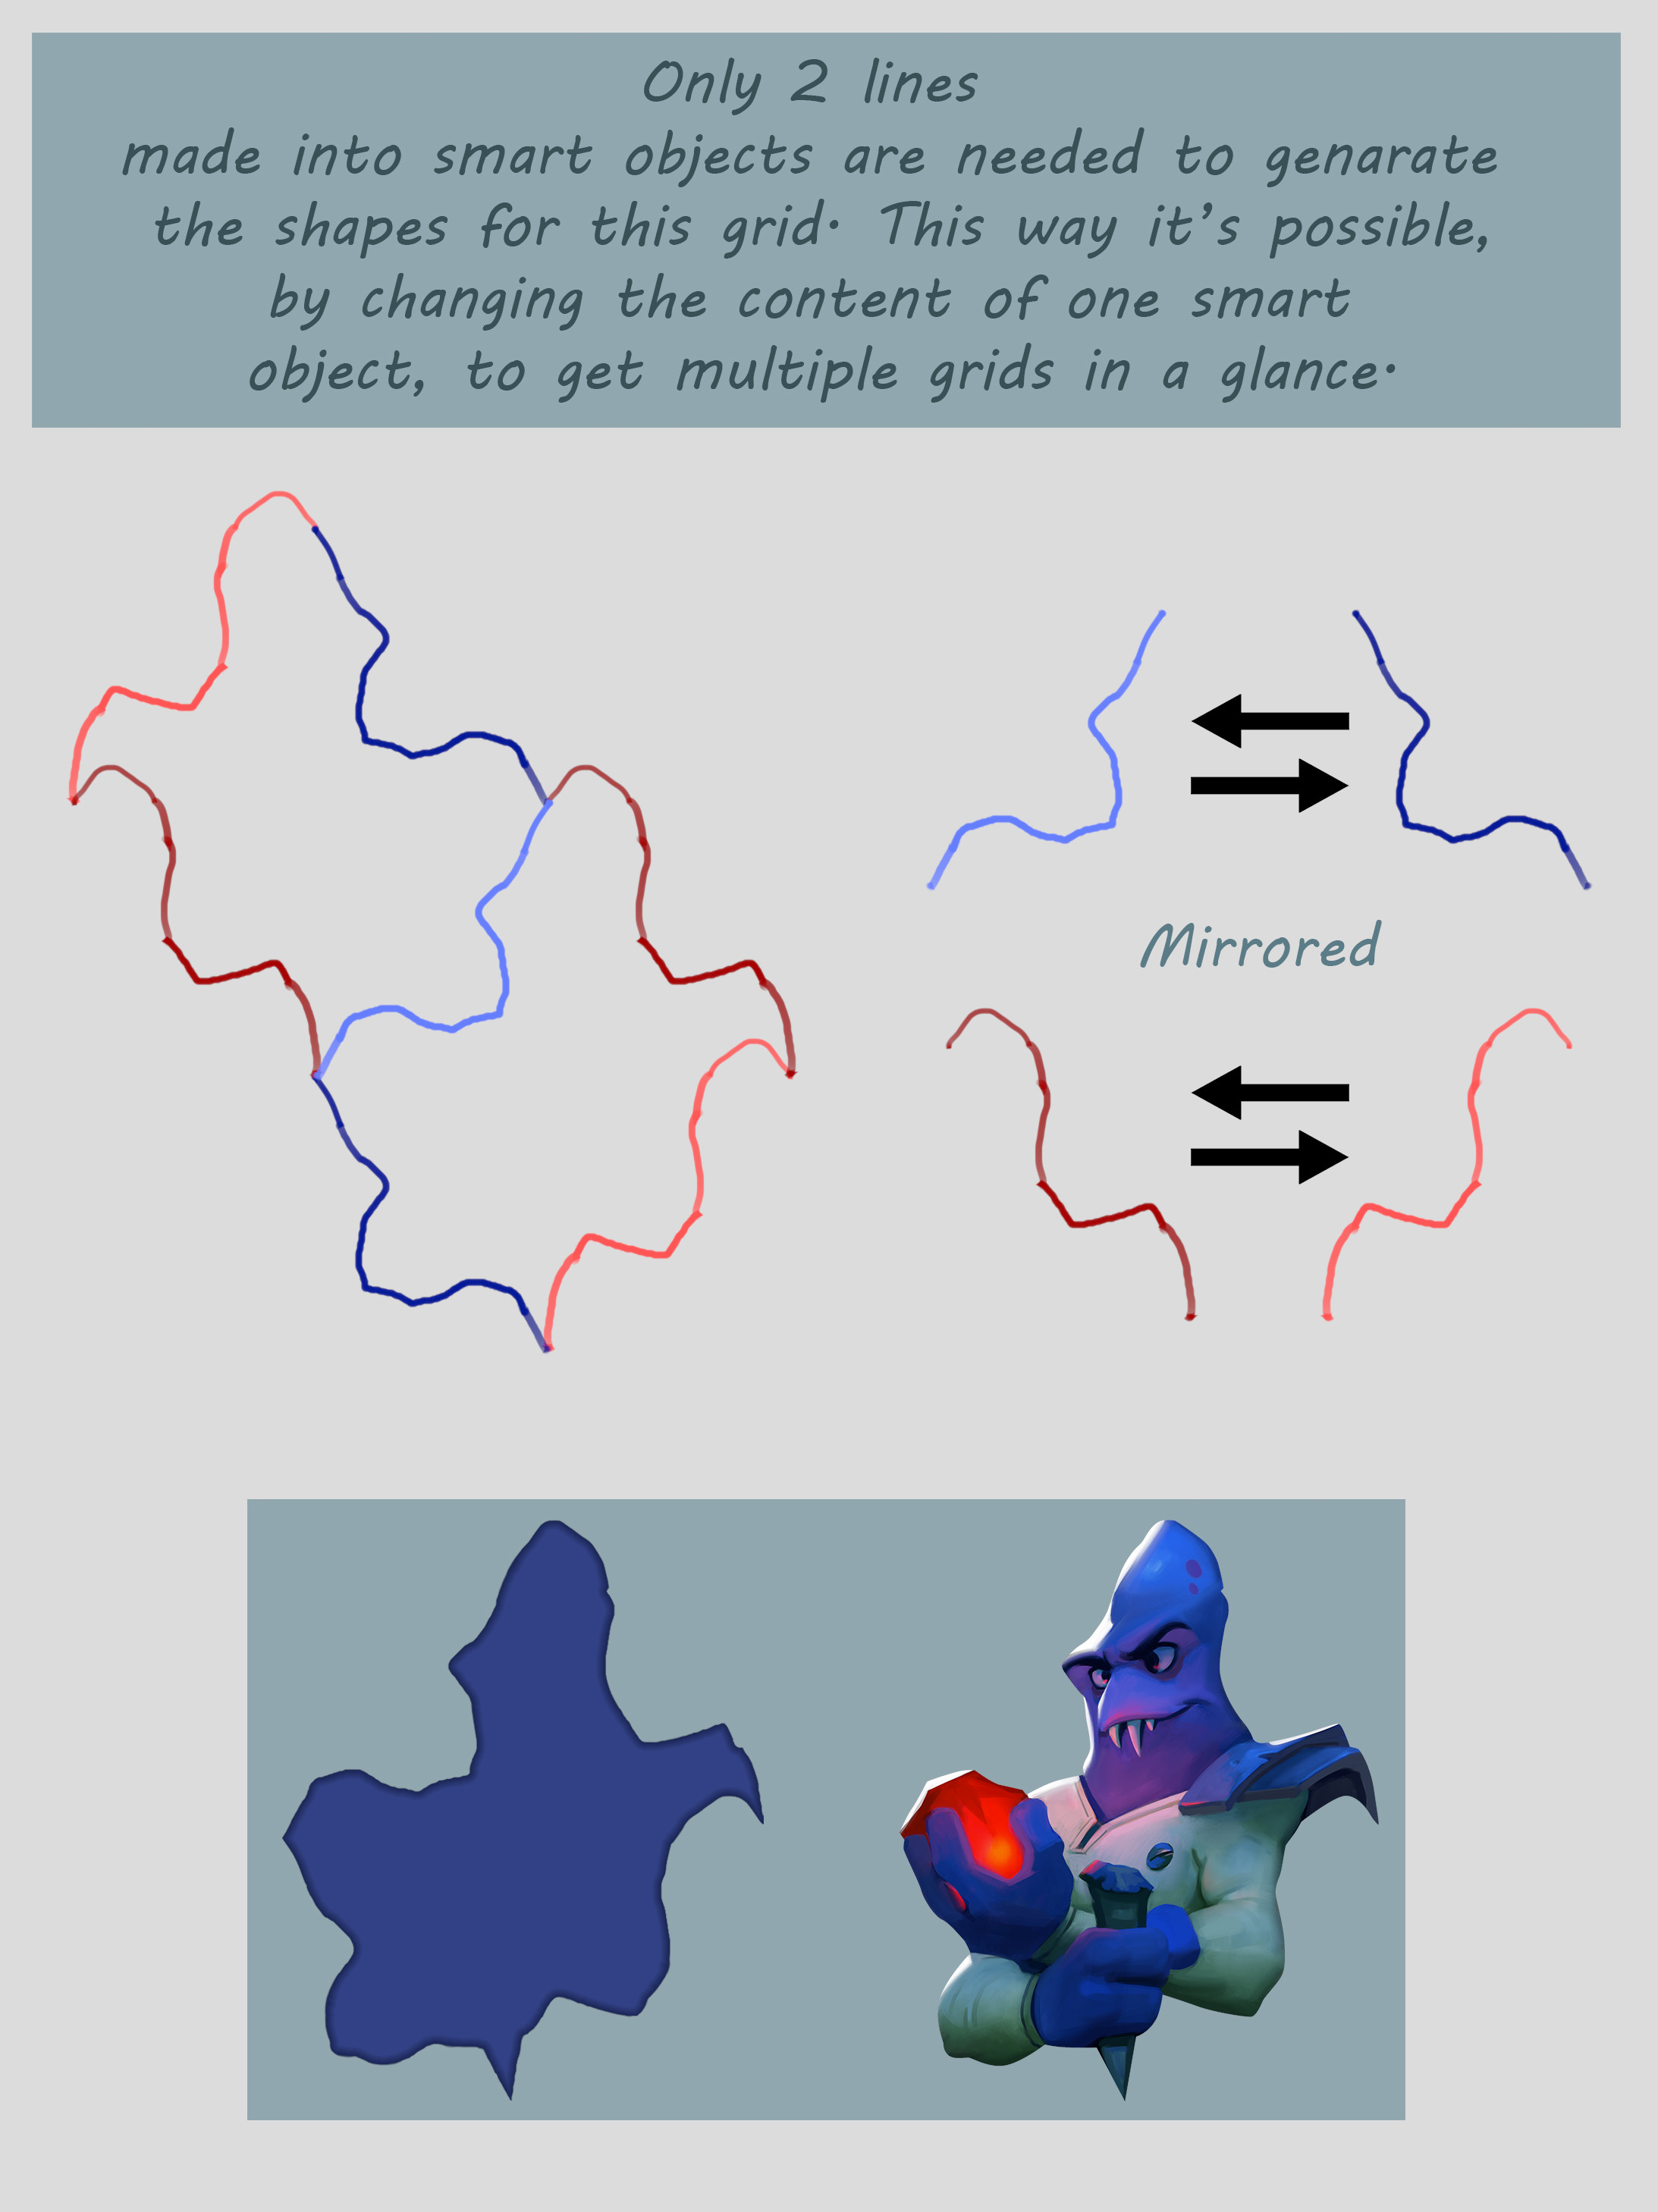 Only 2 lines
made into smart objects are needed to genarate
the shapes for this grid. This way it's possible,
by changing the content of one smart
object, to get multiple grids in a glance.
Mirrored